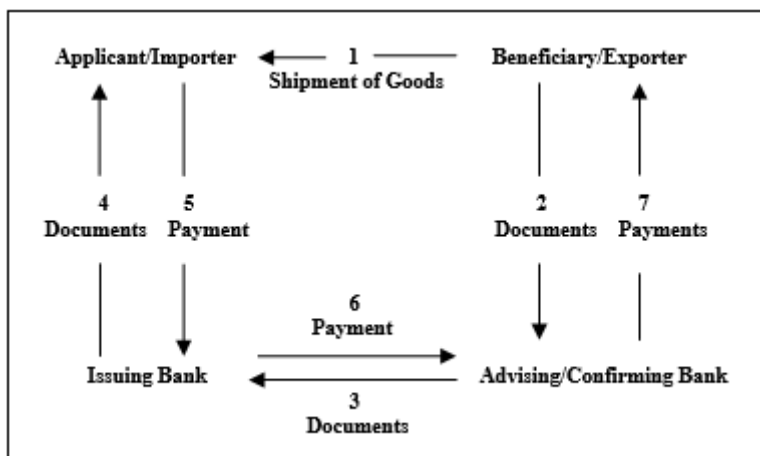 Applicant/Importer
1
Beneficiary/Exporter
Shipment of Goods
4
5
2
7
Documents
Payment
Documents
Payments
6
Payment
Issuing Bank
Advising/Confirming Bank
3
Documents